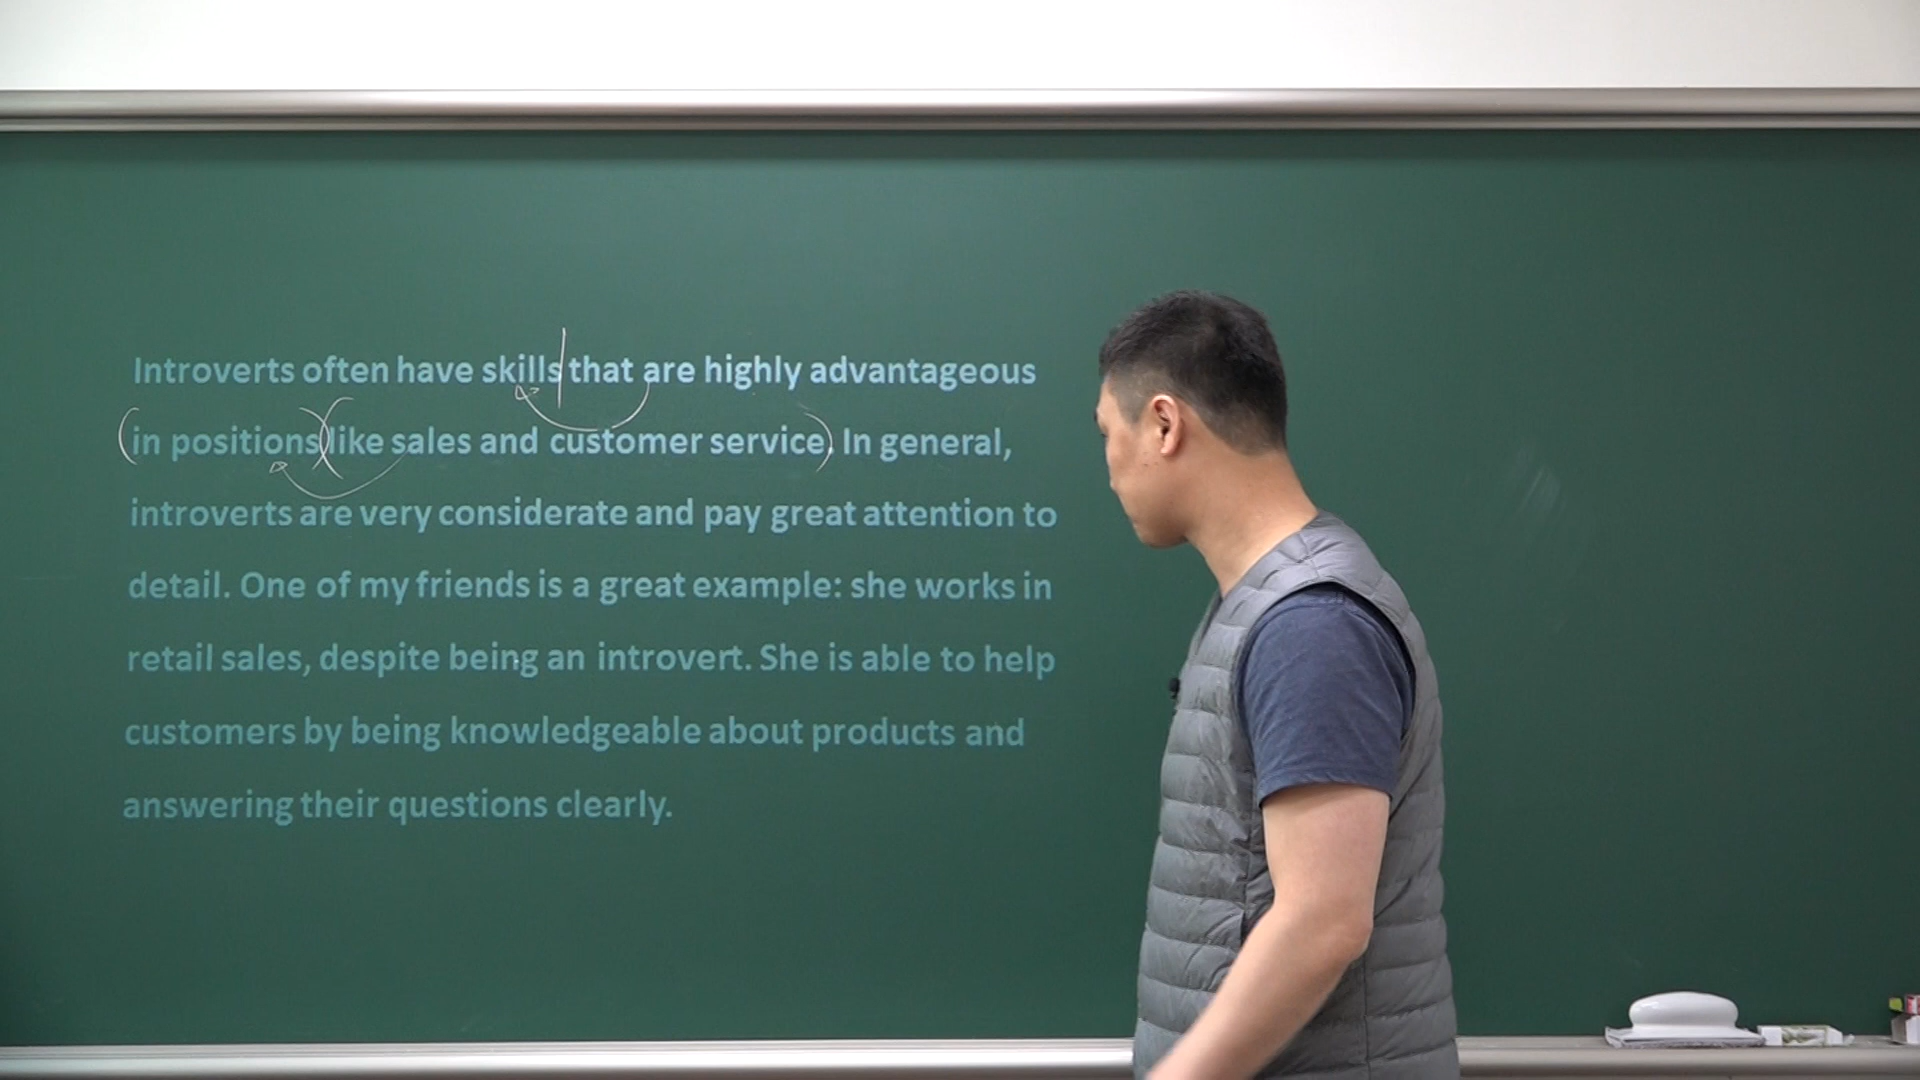 Introverts often have skills that are highly advantageous
in positions like sales and customer service. In general,
introverts are very considerate and pay great attention to
detail. One of my friends is a great example: she works in
retail sales, despite being an introvert. She is able to help
customers by being knowledgeable about products and
answering their questions clearly.